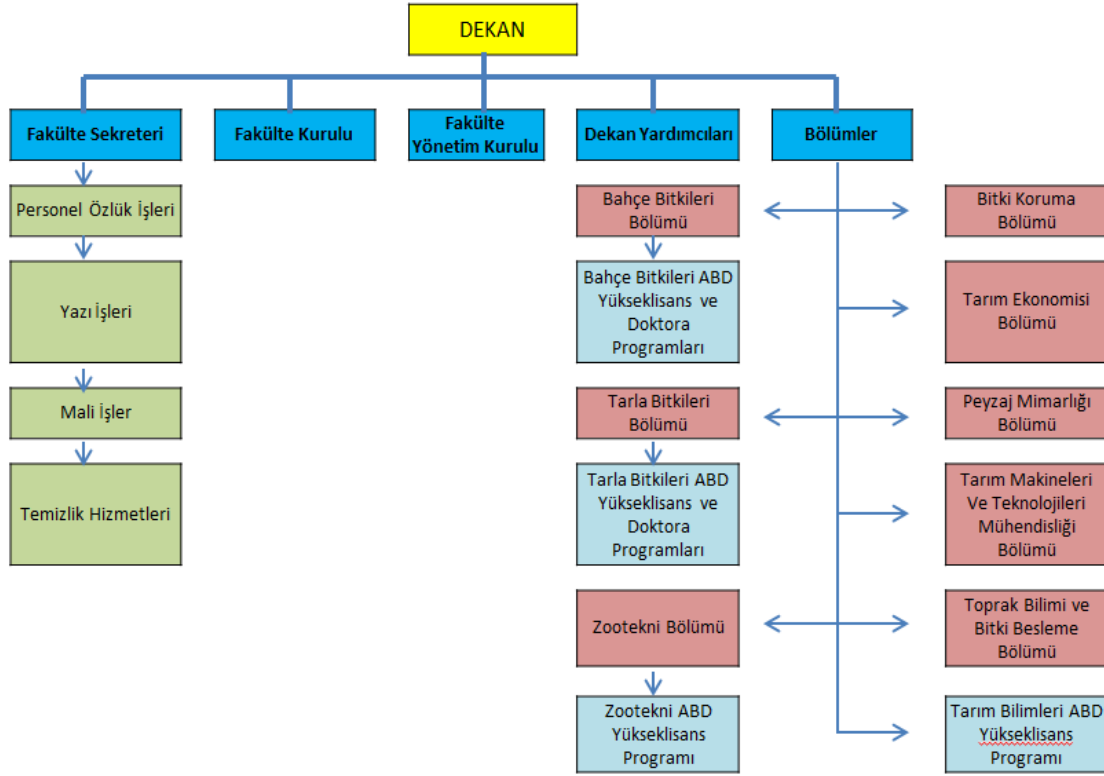 DEKAN
Fakülte Sekreteri
Fakülte Kurulu
Fakülte
Yönetim Kurulu
Dekan Yardımcıları
Bölümler
Personel Özlük İşleri
Yazı İşleri
Mali İşler
Temizlik Hizmetleri
Bahçe Bitkileri
Bölümü
Bahçe Bitkileri ABD
Yükseklisans ve
Doktora
Programları
Tarla Bitkileri
Bölümü
Tarla Bitkileri ABD
Yükseklisans ve
Doktora
Programları
Zootekni Bölümü
Zootekni ABD
Yükseklisans
Programı
Bitki Koruma
Bölümü
Tarım Ekonomisi
Bölümü
Peyzaj Mimarlığı
Bölümü
Tarım Makineleri
Ve Teknolojileri
Mühendisliği
Bölümü
Toprak Bilimi ve
Bitki Besleme
Bölümü
Tarım Bilimleri ABD
Yükseklisans
Programı